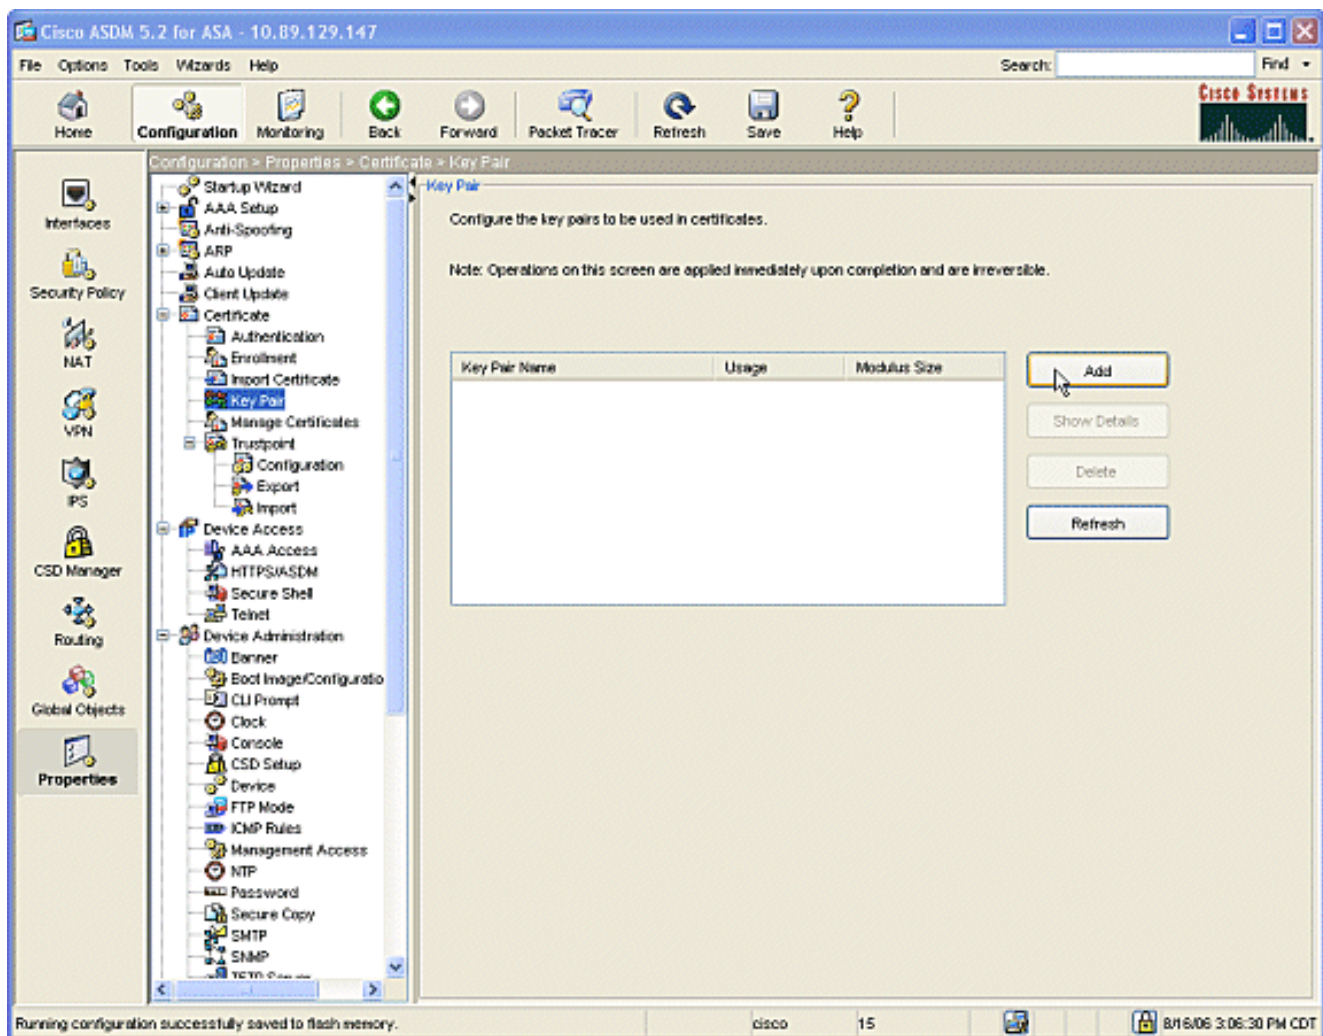 Cisco ASDM 5.2 for ASA - 10.89.129.147
File Options Tools Wizards Help Search: Find
Home Configuration Monitoring Back Forward Packet Tracer Refresh Save Help
CISCO SYSTEMS
Configuration > Properties > Certificate > Key Pair
Interfaces
Security Policy
NAT
VPN
IPS
CSD Manager
Routing
Global Objects
Properties
Startup Wizard
AAA Setup
Anti-Spoofing
ARP
Auto Update
Client Update
Certificate
Authentication
Enrollment
Import Certificate
Key Pair
Manage Certificates
Trustpoint
Configuration
Export
Import
Device Access
AAA Access
HTTPS/ASDM
Secure Shell
Telnet
Device Administration
Banner
Boot Image/Configuratio
CLI Prompt
Clock
Console
CSD Setup
Device
FTP Mode
ICMP Rules
Management Access
NTP
Password
Secure Copy
SMTP
SNMP
Key Pair
Configure the key pairs to be used in certificates.
Note: Operations on this screen are applied immediately upon completion and are irreversible.
Key Pair Name Usage Modulus Size
Add
Show Details
Delete
Refresh
Running configuration successfully saved to flash memory. cisco 15 8/16/06 3:06:30 PM CDT